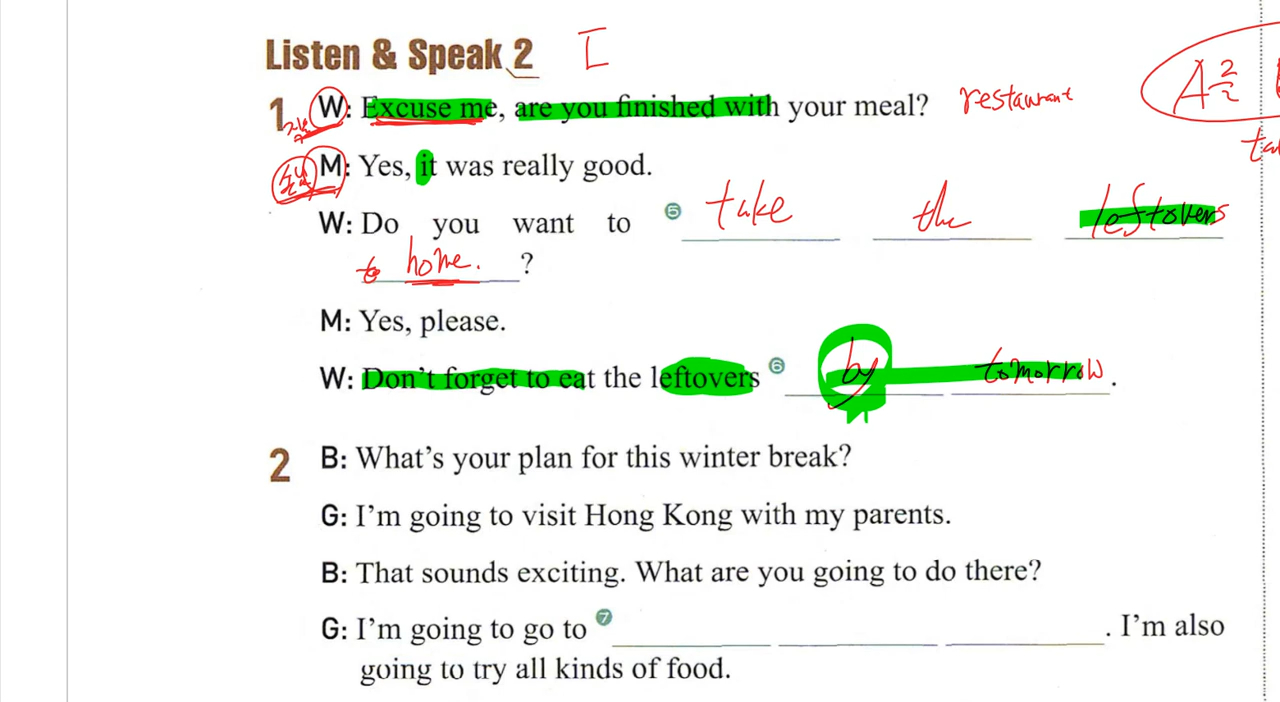 Listen & Speak 2 I
1 W: Excuse me, are you finished with your meal? restaurant
M: Yes, it was really good.
W: Do you want to ⑤ take the leftovers
to home. ?
M: Yes, please.
W: Don't forget to eat the leftovers ⑥ by tomorrow.
2 B: What's your plan for this winter break?
G: I'm going to visit Hong Kong with my parents.
B: That sounds exciting. What are you going to do there?
G: I'm going to go to ⑦ . I'm also
going to try all kinds of food.